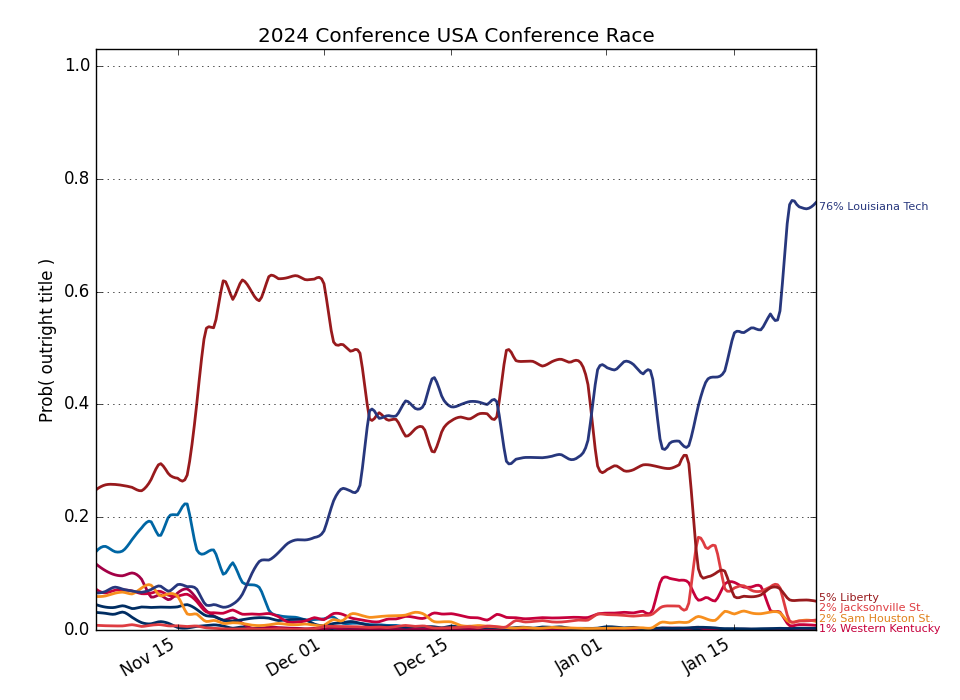 2024 Conference USA Conference Race
Prob( outright title )
1.0
0.8
0.6
0.4
0.2
0.0
76% Louisiana Tech
5% Liberty
2% Jacksonville St.
2% Sam Houston St.
1% Western Kentucky
Nov 15
Dec 01
Dec 15
Jan 01
Jan 15